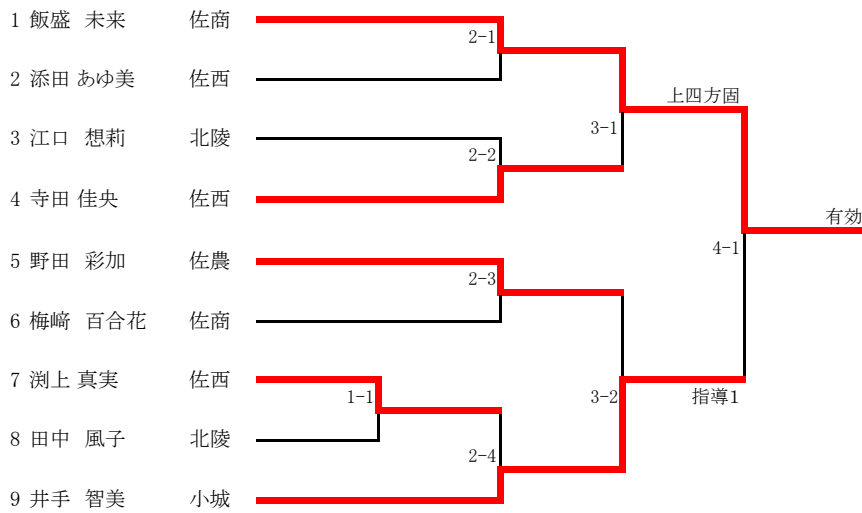 1 飯盛 未来 佐商
2-1
2 添田 あゆ美 佐西
上四方固
3-1
3 江口 想莉 北陵
2-2
4 寺田 佳央 佐西
有効
4-1
5 野田 彩加 佐農
2-3
6 梅﨑 百合花 佐商
7 渕上 真実 佐西
1-1
3-2
指導1
8 田中 風子 北陵
2-4
9 井手 智美 小城